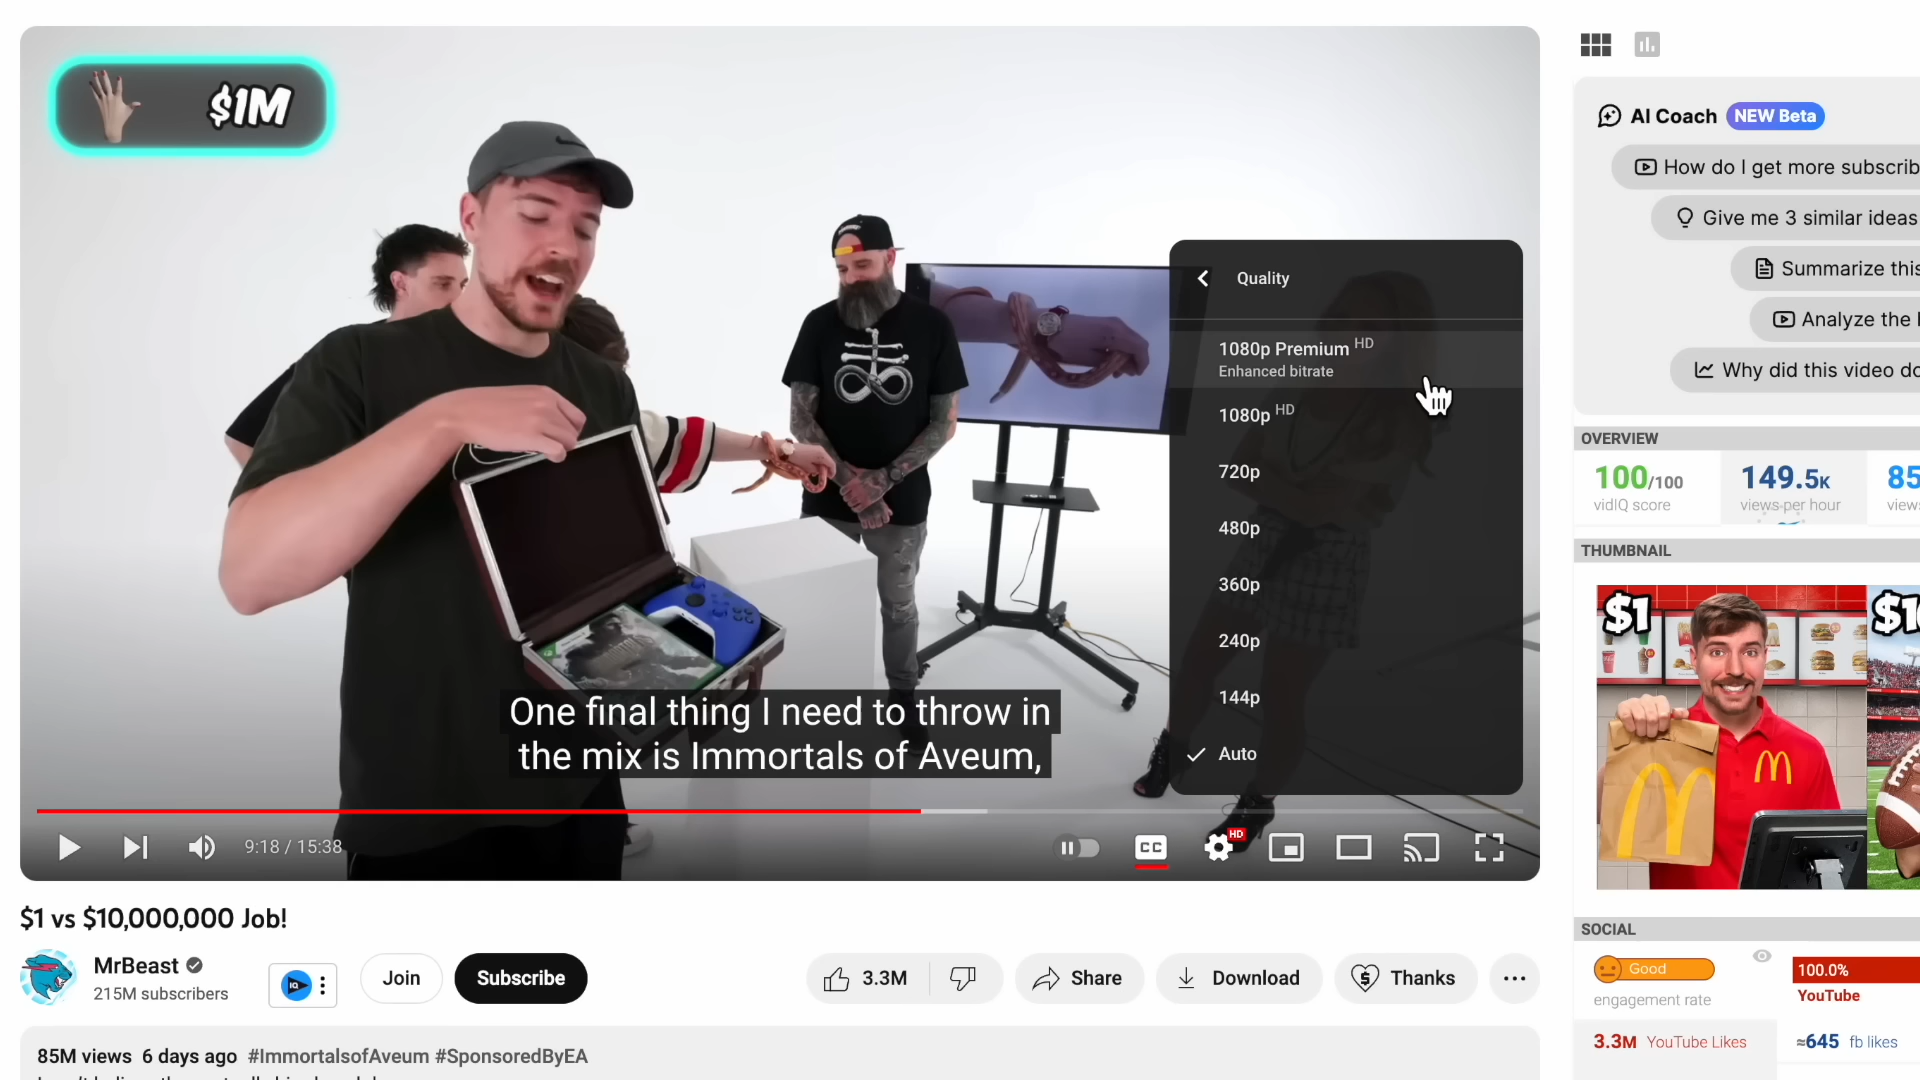 $1M
Quality
1080p Premium HD
Enhanced bitrate
1080p HD
720p
480p
360p
240p
144p
Auto
One final thing I need to throw in
the mix is Immortals of Aveum,
9:18 / 15:38
CC
HD
$1 vs $10,000,000 Job!
MrBeast
215M subscribers
IQ
Join
Subscribe
3.3M
Share
Download
Thanks
85M views 6 days ago #ImmortalsofAveum #SponsoredByEA
AI Coach NEW Beta
How do I get more subscrib
Give me 3 similar ideas
Summarize this
Analyze the
Why did this video do
OVERVIEW
100/100
vidIQ score
149.5K
views per hour
85
views
THUMBNAIL
$1
SOCIAL
Good
engagement rate
100.0%
YouTube
3.3M YouTube Likes
≈645 fb likes